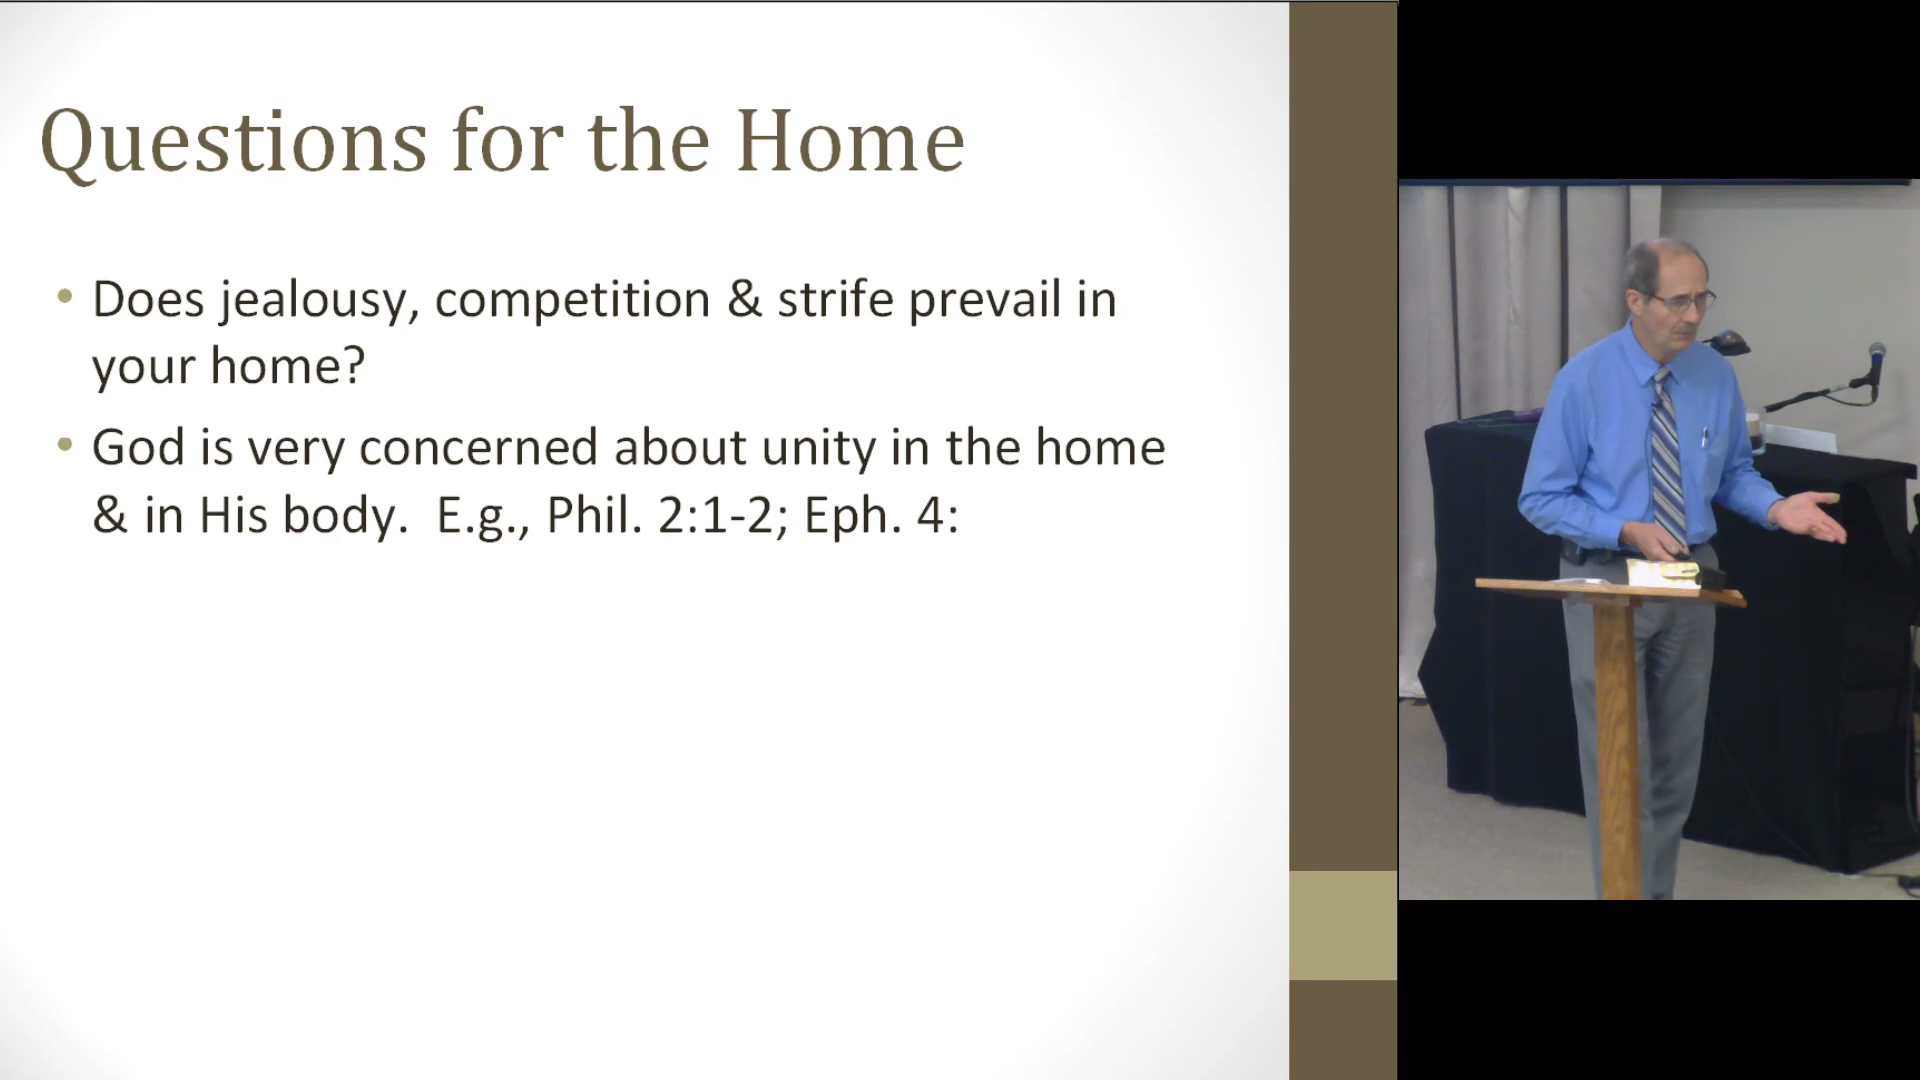 Questions for the Home
• Does jealousy, competition & strife prevail in
your home?
• God is very concerned about unity in the home
& in His body.  E.g., Phil. 2:1-2; Eph. 4: